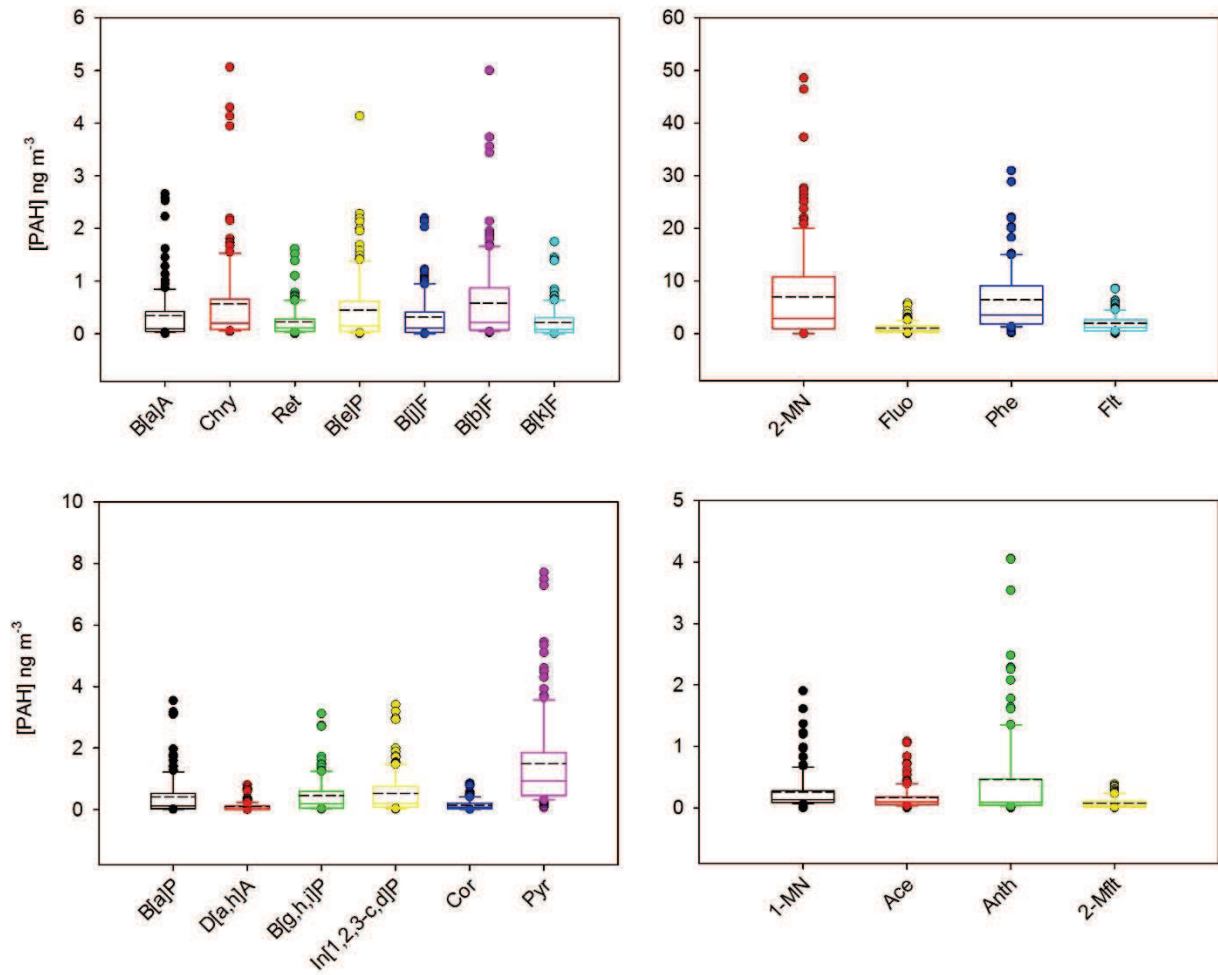 [PAH] ng m-3
6
5
4
3
2
1
0
B[a]A
Chry
Ret
B[e]P
B[j]F
B[b]F
B[k]F
60
50
40
30
20
10
0
2-MN
Fluo
Phe
Flt
[PAH] ng m-3
10
8
6
4
2
0
B[a]P
D[a,h]A
B[g,h,i]P
In[1,2,3-c,d]P
Cor
Pyr
5
4
3
2
1
0
1-MN
Ace
Anth
2-Mflt